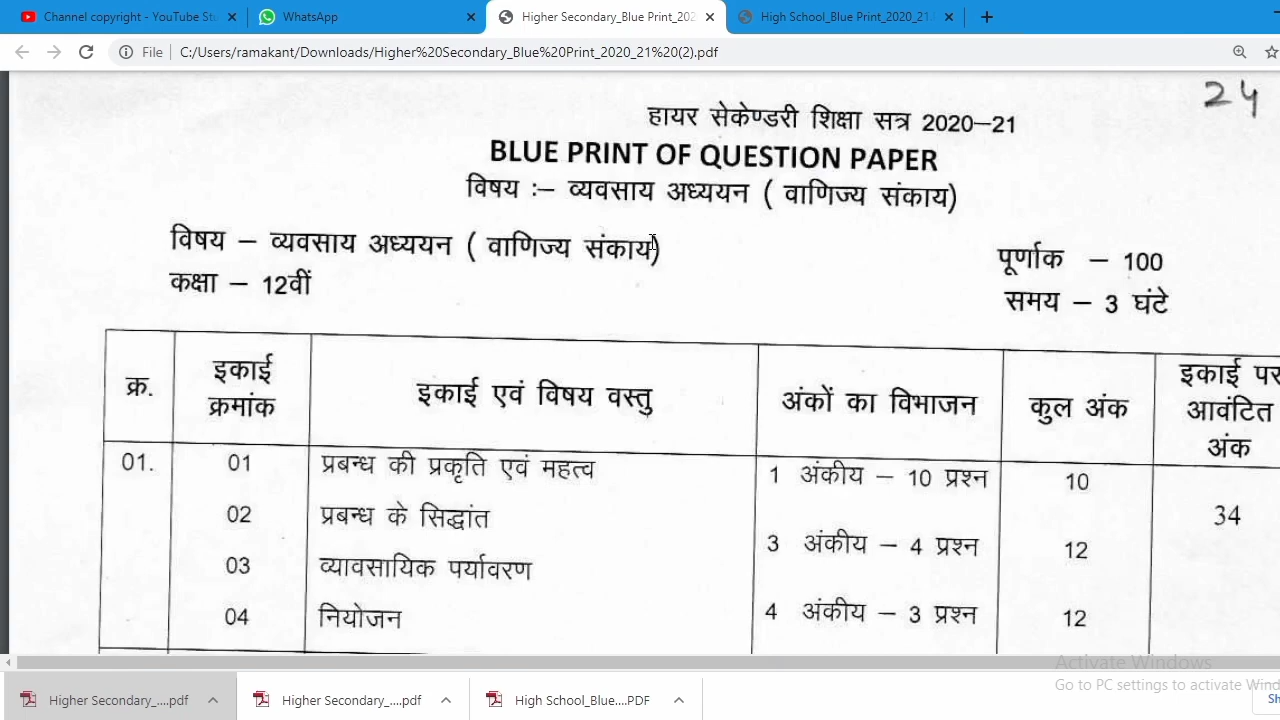 Channel copyright - YouTube St
WhatsApp
Higher Secondary_Blue Print_202
High School_Blue Print_2020_21.
File | C:/Users/ramakant/Downloads/Higher%20Secondary_Blue%20Print_2020_21%20(2).pdf
24
हायर सेकेण्डरी शिक्षा सत्र 2020–21
BLUE PRINT OF QUESTION PAPER
विषय :– व्यवसाय अध्ययन ( वाणिज्य संकाय)
विषय – व्यवसाय अध्ययन ( वाणिज्य संकाय)
पूर्णाक – 100
कक्षा – 12वीं
समय – 3 घंटे
क्र. इकाई क्रमांक इकाई एवं विषय वस्तु अंकों का विभाजन कुल अंक इकाई पर आवंटित अंक
01. 01 प्रबन्ध की प्रकृति एवं महत्व 1 अंकीय – 10 प्रश्न 10
02 प्रबन्ध के सिद्धांत 34
3 अंकीय – 4 प्रश्न 12
03 व्यावसायिक पर्यावरण
04 नियोजन 4 अंकीय – 3 प्रश्न 12
Activate Windows
Go to PC settings to activate Wind
Higher Secondary_....pdf
Higher Secondary_....pdf
High School_Blue....PDF
Sh